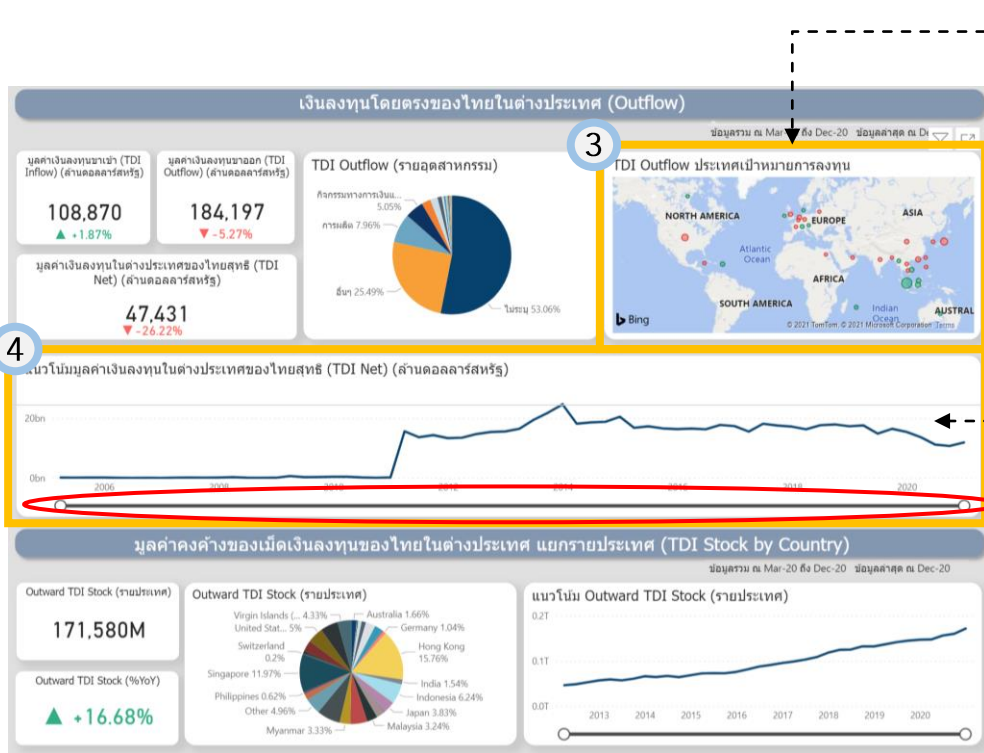 เงินลงทุนโดยตรงของไทยในต่างประเทศ (Outflow)
ข้อมูลรวม ณ Mar
ถึง Dec-20 ข้อมูลล่าสุด ณ
3
มูลค่าเงินลงทุนขาเข้า (TDI
Inflow) (ล้านดอลลาร์สหรัฐ)
108,870
▲ +1.87%
มูลค่าเงินลงทุนขาออก (TDI
Outflow) (ล้านดอลลาร์สหรัฐ)
184,197
▼ -5.27%
มูลค่าเงินลงทุนในต่างประเทศของไทยสุทธิ (TDI
Net) (ล้านดอลลาร์สหรัฐ)
47,431
▼ -26.22%
TDI Outflow (รายอุตสาหกรรม)
กิจกรรมทางการเงินแ...
5.05%
การผลิต 7.96%
อื่นๆ 25.49%
ไม่ระบุ 53.06%
TDI Outflow ประเทศเป้าหมายการลงทุน
NORTH AMERICA
EUROPE
ASIA
Atlantic
Ocean
AFRICA
SOUTH AMERICA
Indian
Ocean
AUSTRAL
Bing
© 2021 TomTom, © 2021 Microsoft Corporation Terms
4
แนวโน้มมูลค่าเงินลงทุนในต่างประเทศของไทยสุทธิ (TDI Net) (ล้านดอลลาร์สหรัฐ)
20bn
0bn
2006 2008 2010 2012 2014 2016 2018 2020
มูลค่าคงค้างของเม็ดเงินลงทุนของไทยในต่างประเทศ แยกรายประเทศ (TDI Stock by Country)
ข้อมูลรวม ณ Mar-20 ถึง Dec-20 ข้อมูลล่าสุด ณ Dec-20
Outward TDI Stock (รายประเทศ)
171,580M
Outward TDI Stock (%YoY)
▲ +16.68%
Outward TDI Stock (รายประเทศ)
Virgin Islands (... 4.33%
Australia 1.66%
United Stat... 5%
Germany 1.04%
Switzerland
0.2%
Hong Kong
15.76%
Singapore 11.97%
India 1.54%
Philippines 0.62%
Indonesia 6.24%
Other 4.96%
Japan 3.83%
Myanmar 3.33%
Malaysia 3.24%
แนวโน้ม Outward TDI Stock (รายประเทศ)
0.2T
0.1T
0.0T
2013 2014 2015 2016 2017 2018 2019 2020